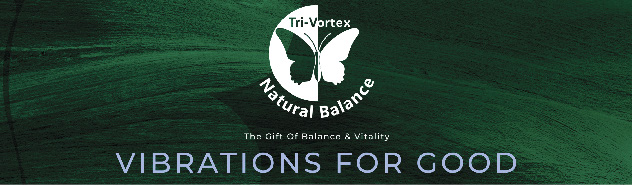 Tri-Vortex
Natural Balance
The Gift Of Balance & Vitality
VIBRATIONS FOR GOOD